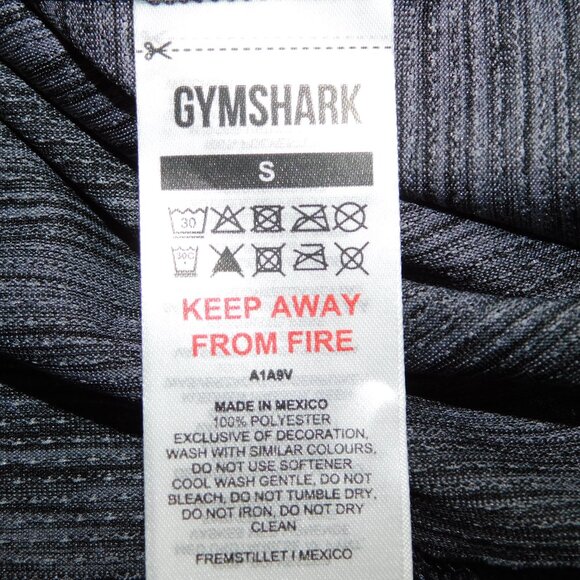 GYMSHARK
S
30
30C
KEEP AWAY
FROM FIRE
A1A9V
MADE IN MEXICO
100% POLYESTER
EXCLUSIVE OF DECORATION,
WASH WITH SIMILAR COLOURS,
DO NOT USE SOFTENER
COOL WASH GENTLE, DO NOT
BLEACH, DO NOT TUMBLE DRY,
DO NOT IRON, DO NOT DRY
CLEAN
FREMSTILLET I MEXICO